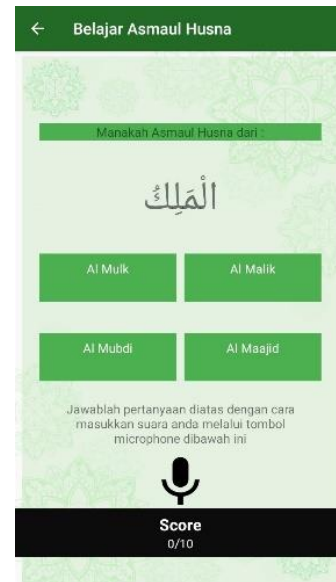 Belajar Asmaul Husna
Manakah Asmaul Husna dari :
الْمَلِكُ
Al Mulk
Al Malik
Al Mubdi
Al Maajid
Jawablah pertanyaan diatas dengan cara
masukkan suara anda melalui tombol
microphone dibawah ini
Score
0/10